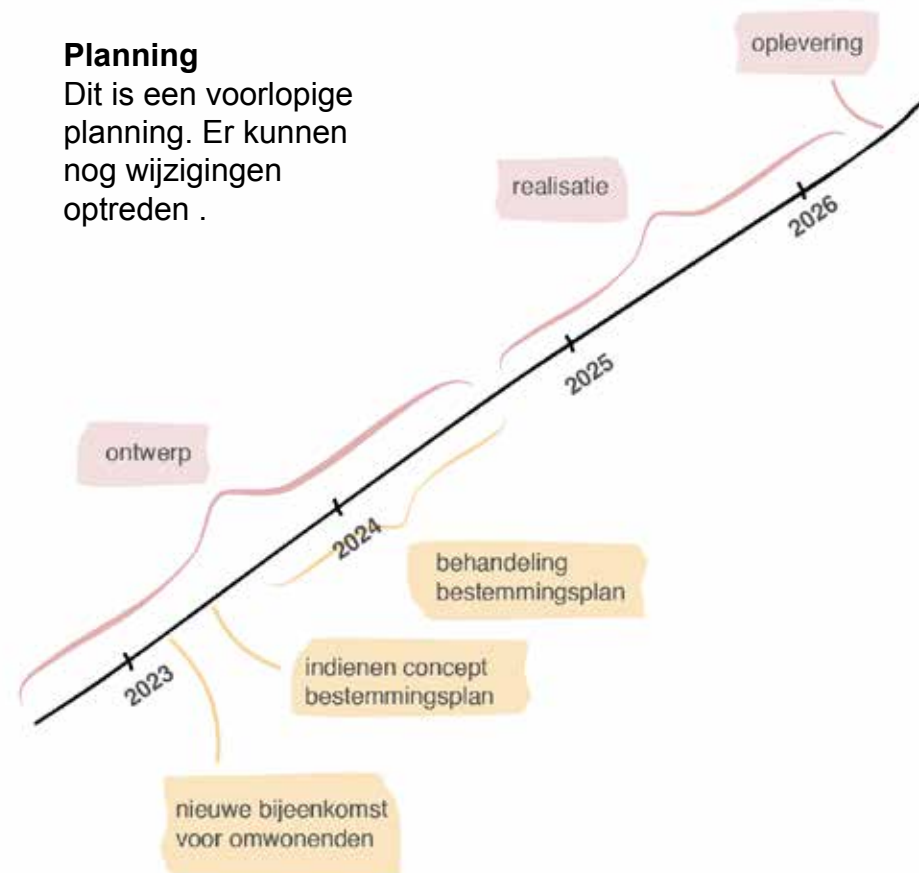 Planning
Dit is een voorlopige
planning. Er kunnen
nog wijzigingen
optreden .
oplevering
realisatie
2026
2025
ontwerp
2024
behandeling
bestemmingsplan
indienen concept
bestemmingsplan
2023
nieuwe bijeenkomst
voor omwonenden